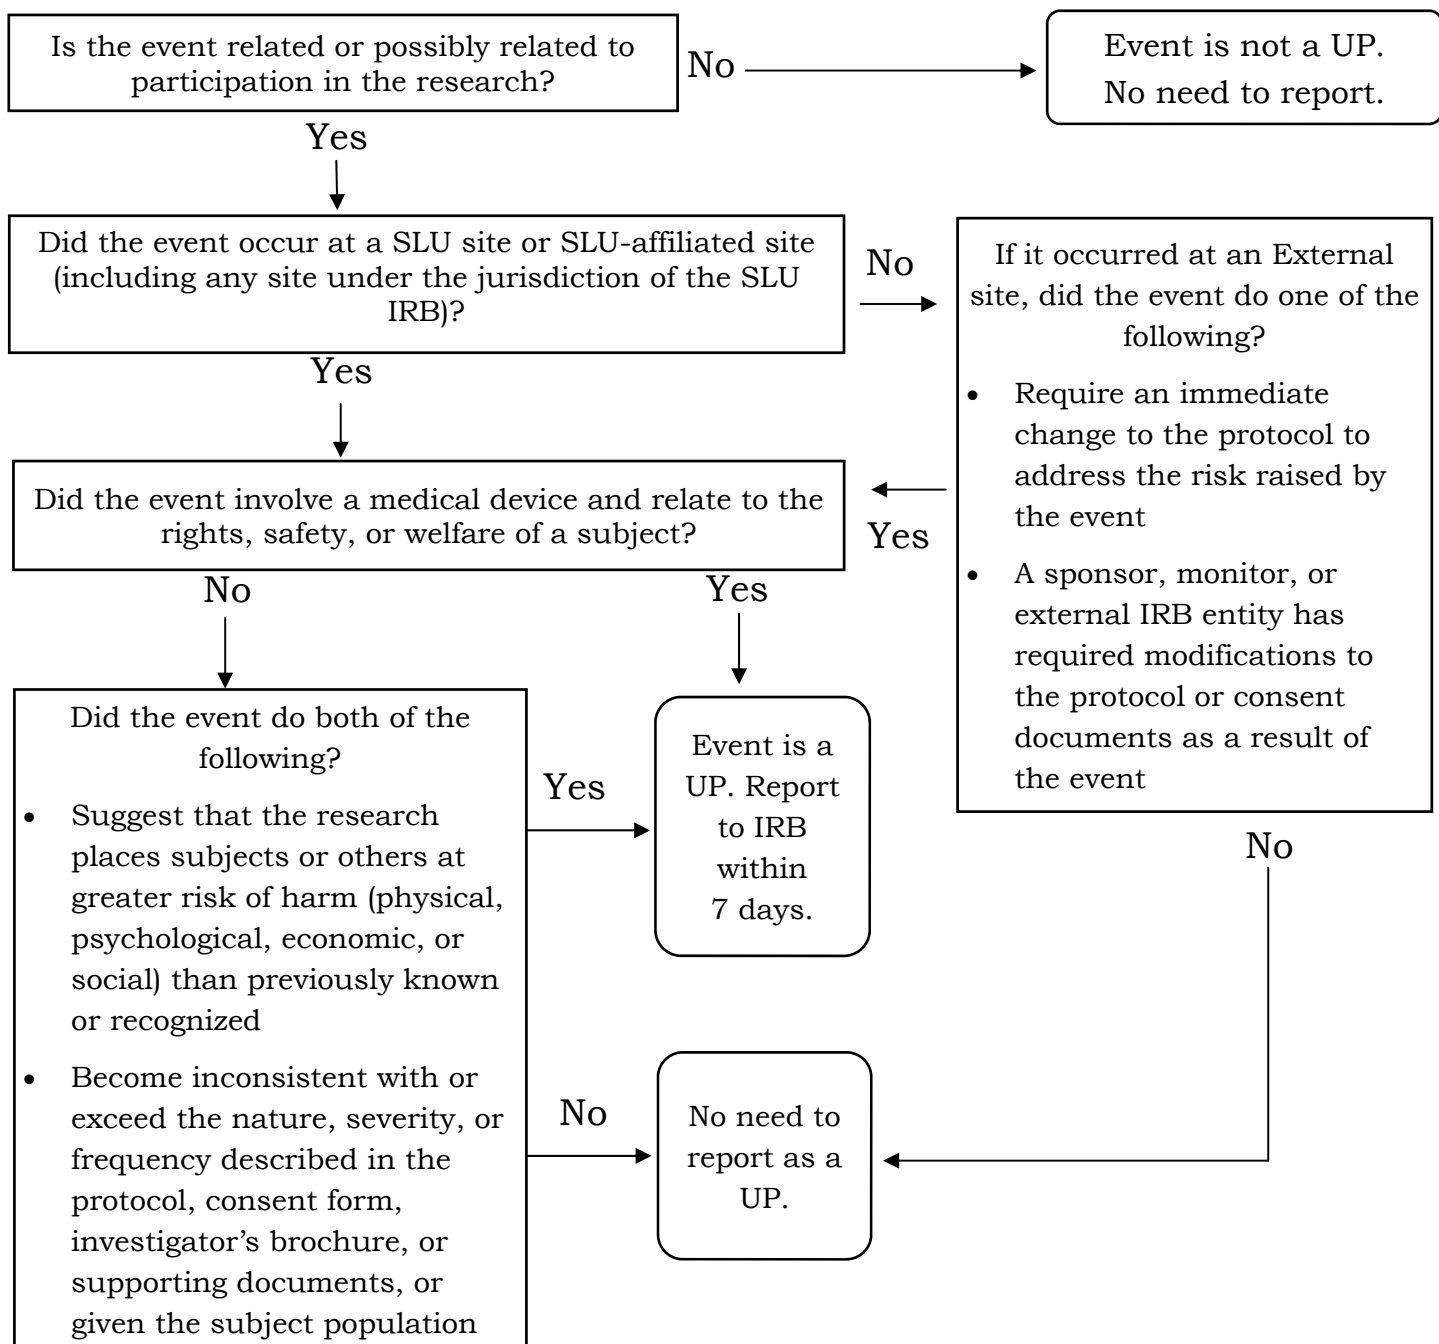 Is the event related or possibly related to
participation in the research?
No
Event is not a UP.
No need to report.
Yes
Did the event occur at a SLU site or SLU-affiliated site
(including any site under the jurisdiction of the SLU
IRB)?
No
If it occurred at an External
site, did the event do one of the
following?
• Require an immediate
change to the protocol to
address the risk raised by
the event
• A sponsor, monitor, or
external IRB entity has
required modifications to
the protocol or consent
documents as a result of
the event
Yes
Did the event involve a medical device and relate to the
rights, safety, or welfare of a subject?
Yes
No
Yes
No
Did the event do both of the
following?
• Suggest that the research
places subjects or others at
greater risk of harm (physical,
psychological, economic, or
social) than previously known
or recognized
• Become inconsistent with or
exceed the nature, severity, or
frequency described in the
protocol, consent form,
investigator’s brochure, or
supporting documents, or
given the subject population
Yes
Event is a
UP. Report
to IRB
within
7 days.
No
No need to
report as a
UP.